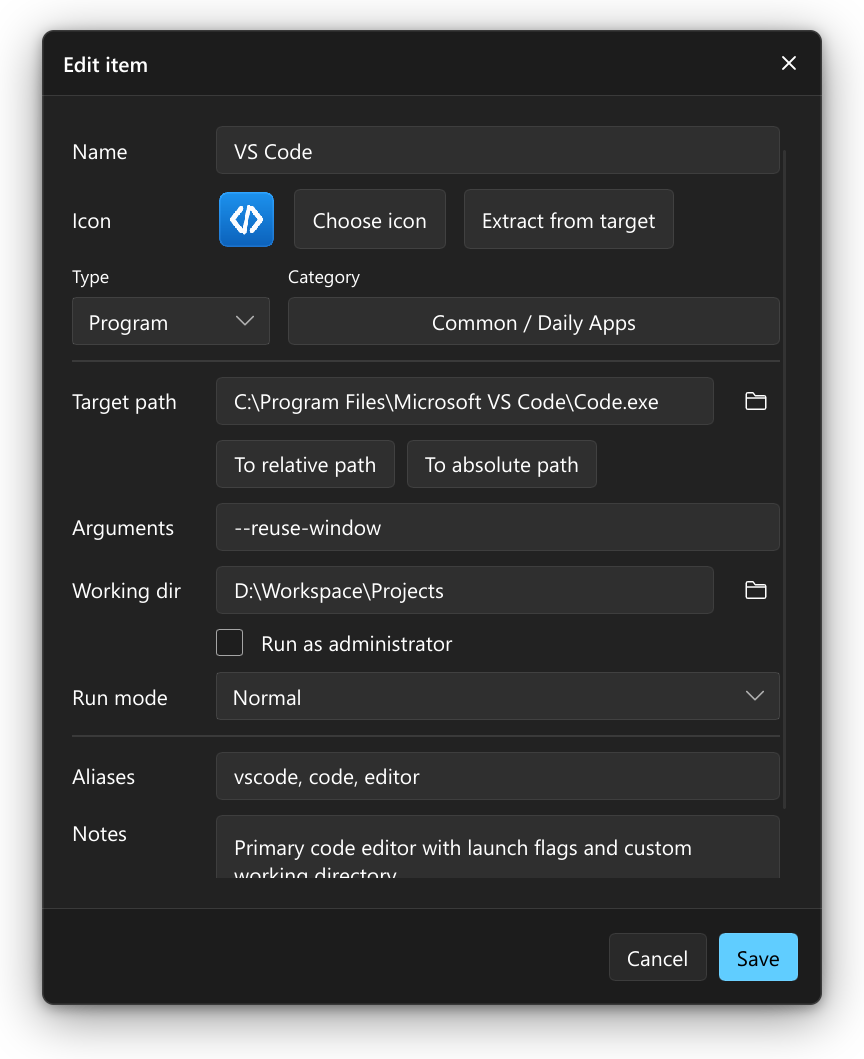 Edit item
Name
VS Code
Icon
Choose icon
Extract from target
Type
Category
Program
Common / Daily Apps
Target path
C:\Program Files\Microsoft VS Code\Code.exe
To relative path
To absolute path
Arguments
--reuse-window
Working dir
D:\Workspace\Projects
Run as administrator
Run mode
Normal
Aliases
vscode, code, editor
Notes
Primary code editor with launch flags and custom
working directory
Cancel
Save